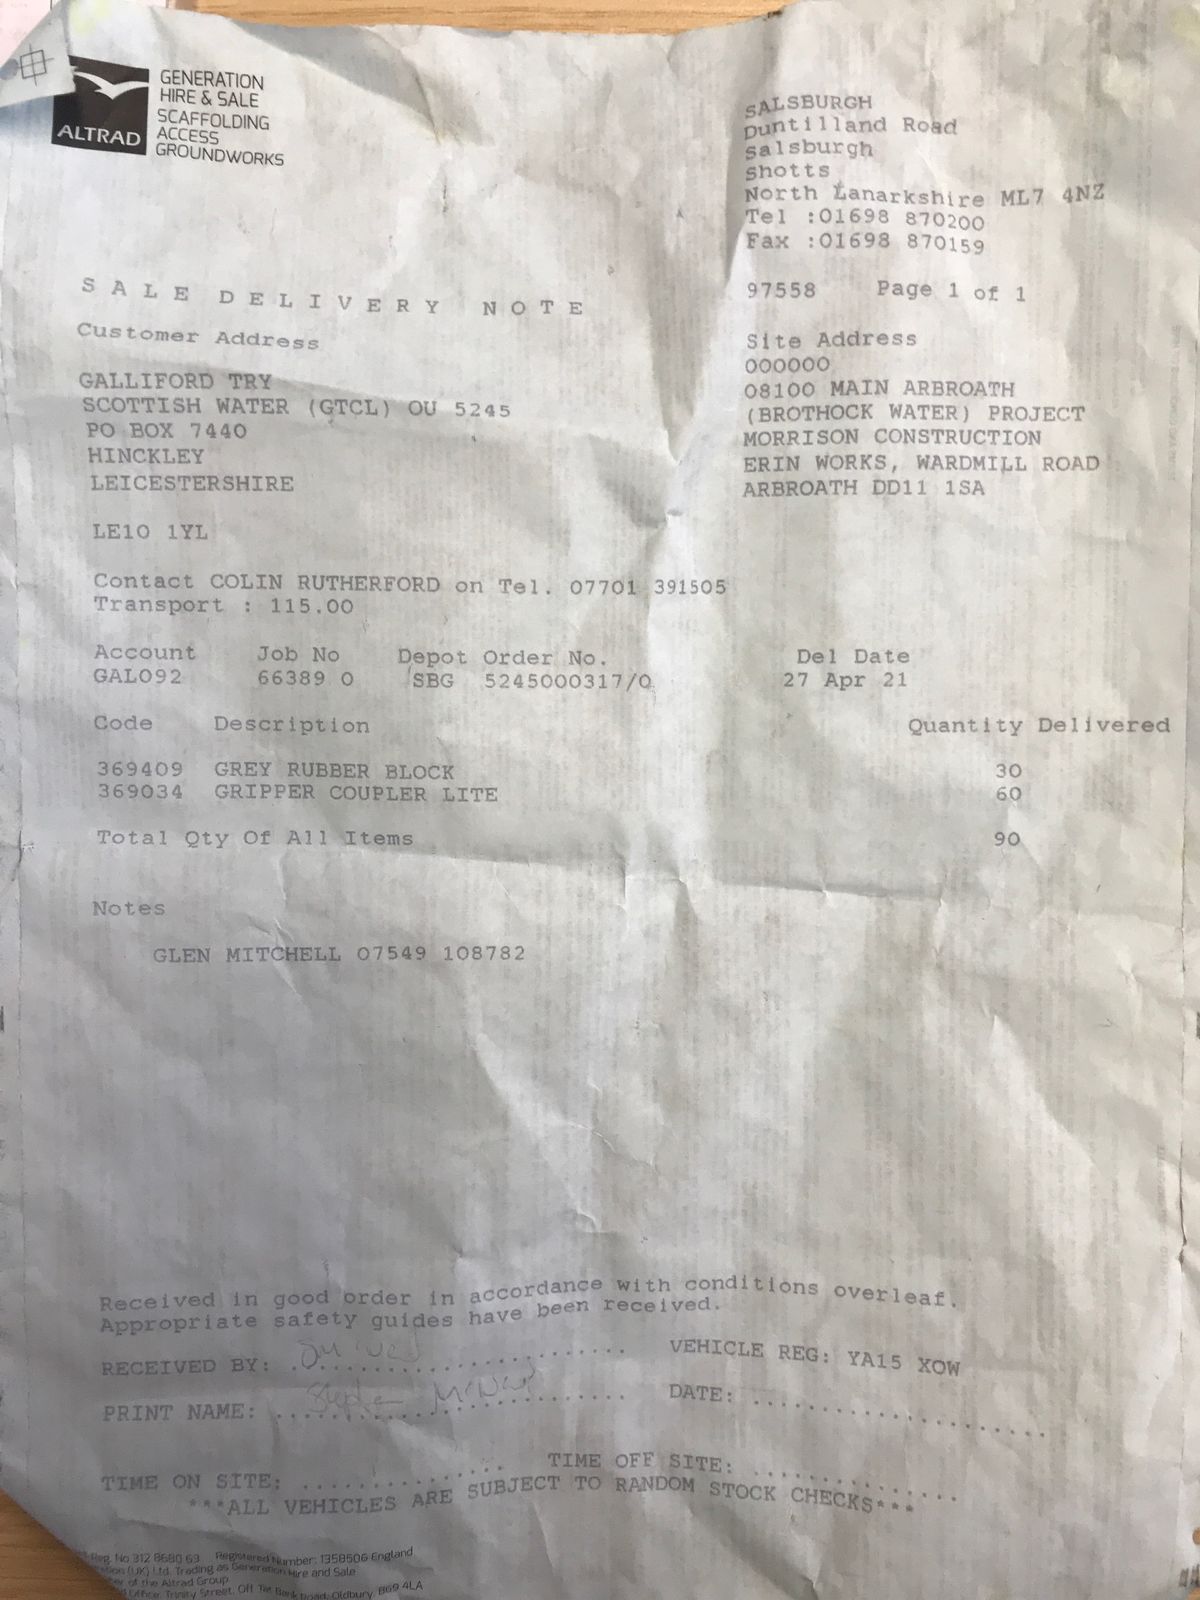 ALTRAD
GENERATION
HIRE & SALE
SCAFFOLDING
ACCESS
GROUNDWORKS
SALSBURGH
Duntilland Road
Salsburgh
Shotts
North Lanarkshire ML7 4NZ
Tel :01698 870200
Fax :01698 870159
SALE DELIVERY NOTE
97558 Page 1 of 1
Customer Address
GALLIFORD TRY
SCOTTISH WATER (GTCL) OU 5245
PO BOX 7440
HINCKLEY
LEICESTERSHIRE
LE10 1YL
Site Address
000000
08100 MAIN ARBROATH
(BROTHOCK WATER) PROJECT
MORRISON CONSTRUCTION
ERIN WORKS, WARDMILL ROAD
ARBROATH DD11 1SA
Contact COLIN RUTHERFORD on Tel. 07701 391505
Transport : 115.00
Account Job No Depot Order No. Del Date
GAL092 66389 0 SBG 5245000317/0 27 Apr 21
Code Description Quantity Delivered
369409 GREY RUBBER BLOCK 30
369034 GRIPPER COUPLER LITE 60
Total Qty Of All Items 90
Notes
GLEN MITCHELL 07549 108782
Received in good order in accordance with conditions overleaf.
Appropriate safety guides have been received.
RECEIVED BY: VEHICLE REG: YA15 XOW
PRINT NAME: DATE:
TIME ON SITE: TIME OFF SITE:
***ALL VEHICLES ARE SUBJECT TO RANDOM STOCK CHECKS***
Reg. No 312 8680 63 Registered Number: 1358506 England
(UK) Ltd. Trading as Generation Hire and Sale
of the Altrad Group
Office, Trinity Street, Off Tat Bank Road, Oldbury, B69 4LA